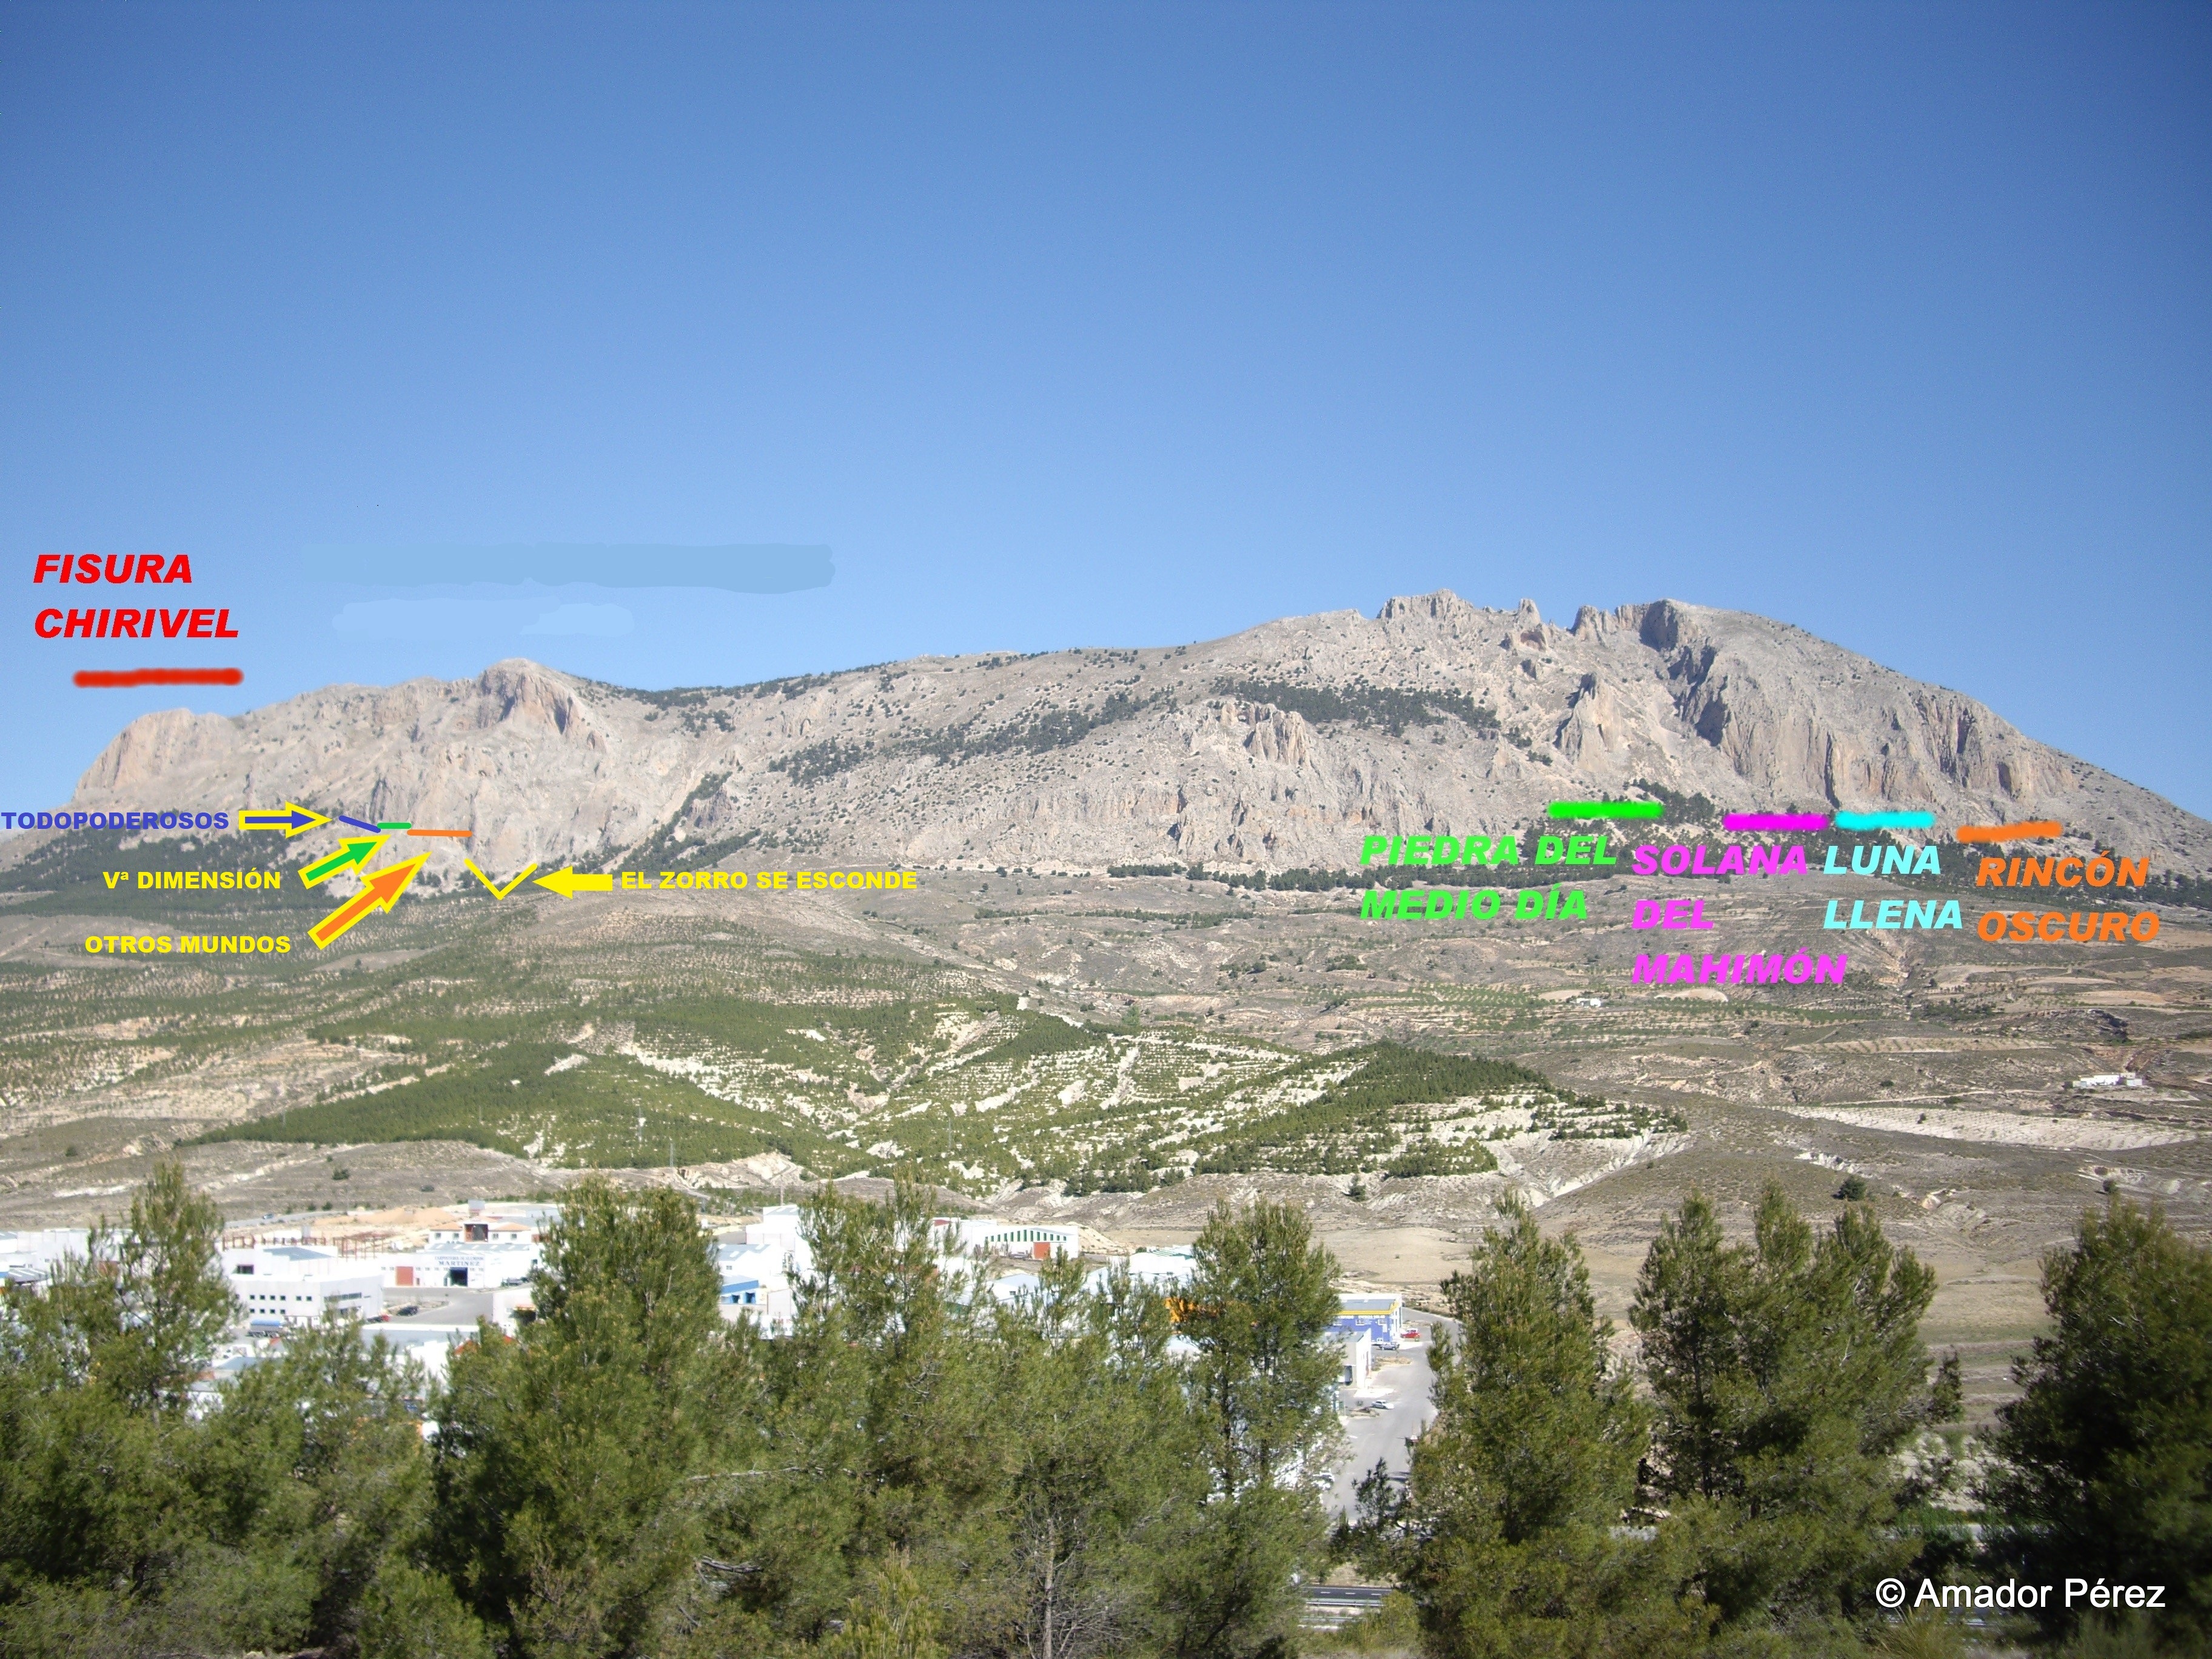 FISURA
CHIRIVEL
TODOPODEROSOS
Vª DIMENSIÓN
OTROS MUNDOS
EL ZORRO SE ESCONDE
PIEDRA DEL
MEDIO DÍA
SOLANA
DEL
MAHIMÓN
LUNA
LLENA
RINCÓN
OSCURO
MARTINEZ
© Amador Pérez